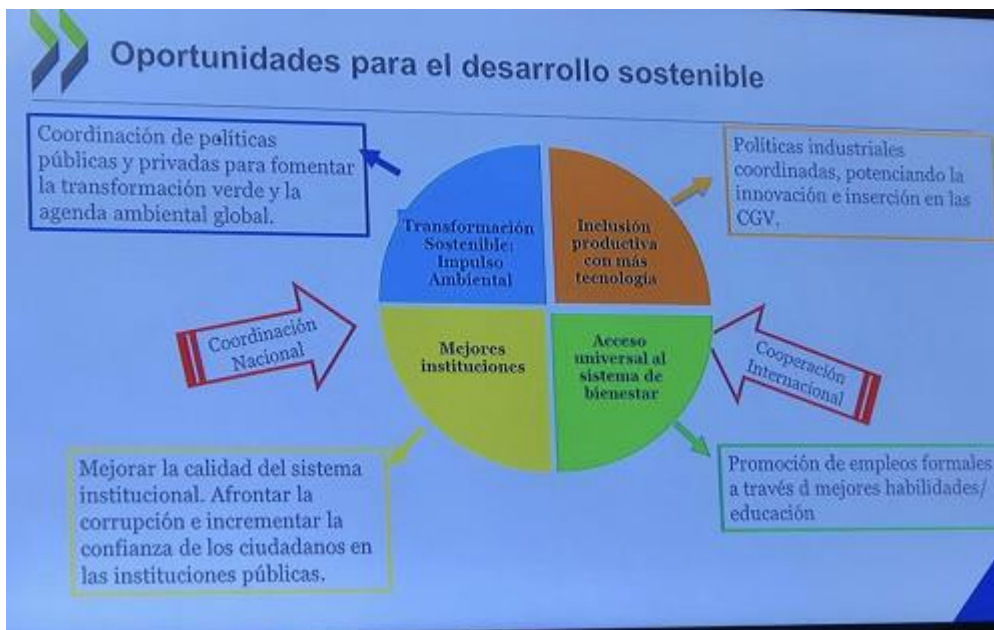 Oportunidades para el desarrollo sostenible
Coordinación de políticas
públicas y privadas para fomentar
la transformación verde y la
agenda ambiental global.
Políticas industriales
coordinadas, potenciando la
innovación e inserción en las
CGV.
Transformación
Sostenible:
Impulso
Ambiental
Inclusión
productiva
con más
tecnología
Coordinación
Nacional
Mejores
instituciones
Acceso
universal al
sistema de
bienestar
Cooperación
Internacional
Mejorar la calidad del sistema
institucional. Afrontar la
corrupción e incrementar la
confianza de los ciudadanos en
las instituciones públicas.
Promoción de empleos formales
a través d mejores habilidades/
educación